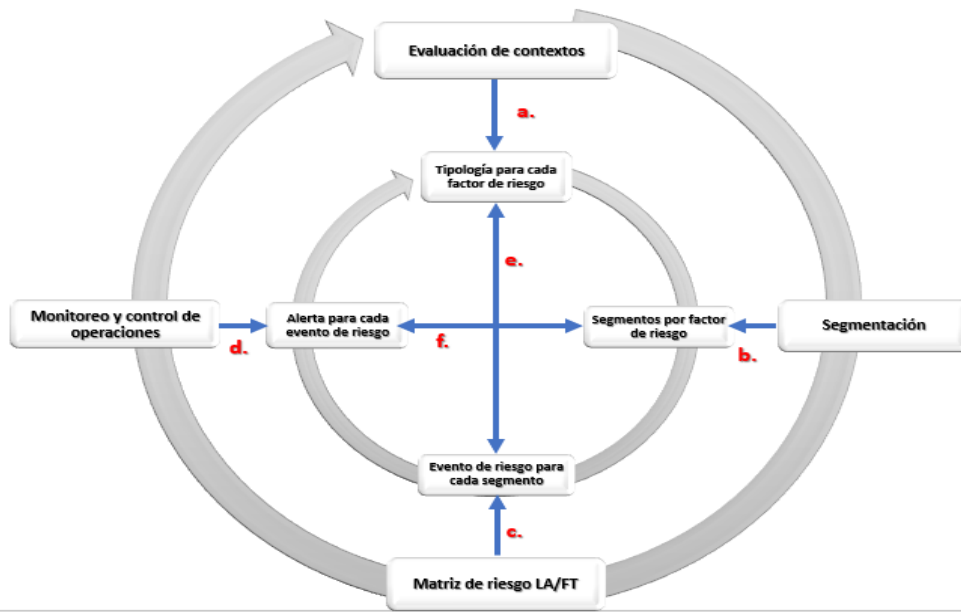 Evaluación de contextos
a.
Tipología para cada
factor de riesgo
e.
Monitoreo y control de
operaciones
d.
Alerta para cada
evento de riesgo
f.
Segmentos por factor
de riesgo
b.
Segmentación
Evento de riesgo para
cada segmento
c.
Matriz de riesgo LA/FT